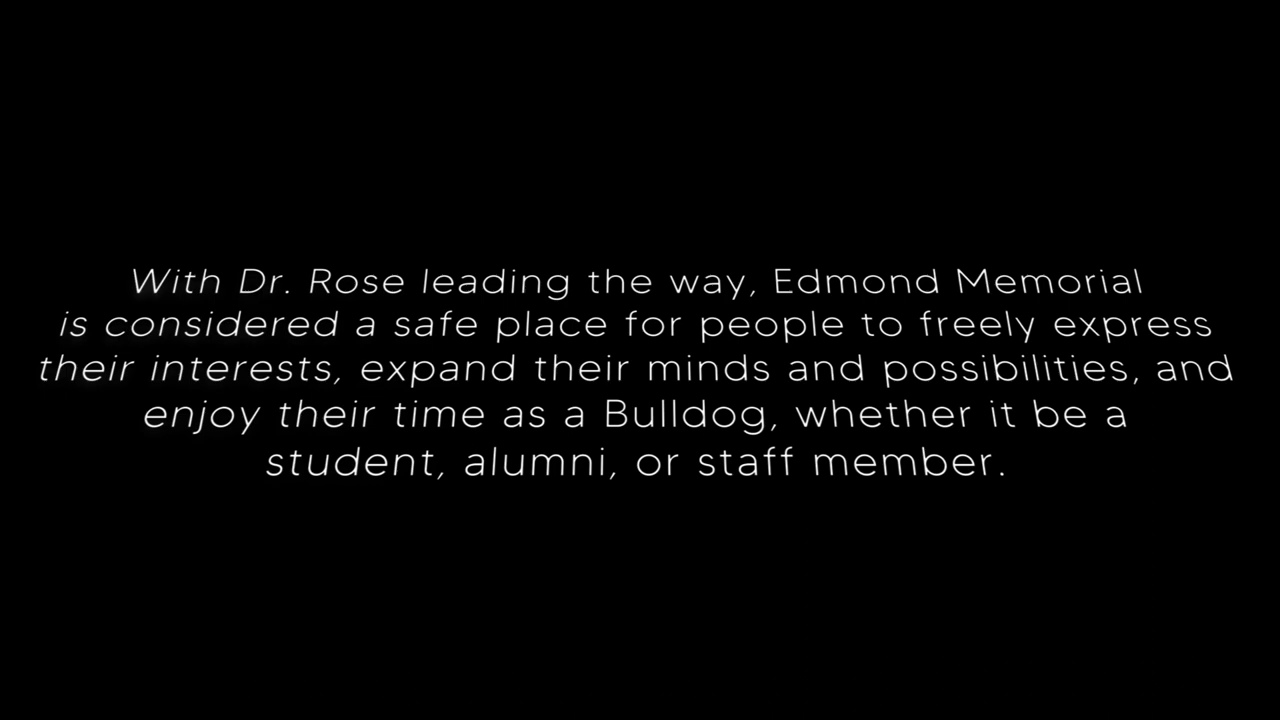 With Dr. Rose leading the way, Edmond Memorial
is considered a safe place for people to freely express
their interests, expand their minds and possibilities, and
enjoy their time as a Bulldog, whether it be a
student, alumni, or staff member.